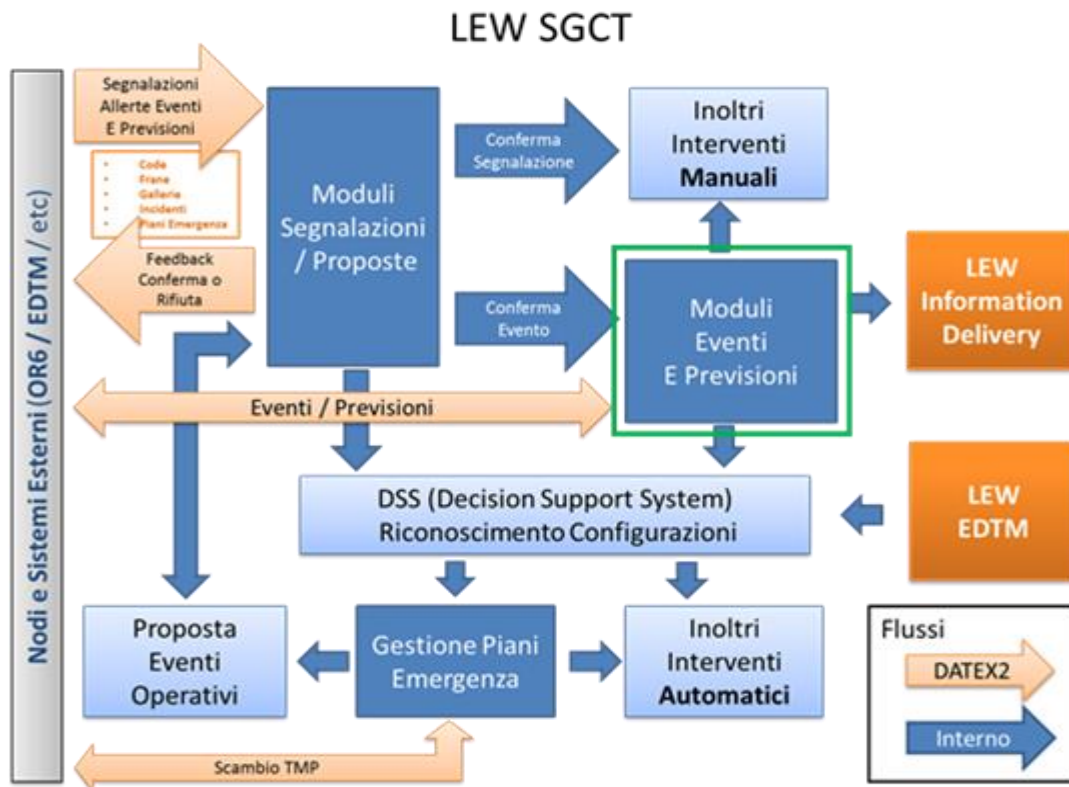 LEW SGCT
Nodi e Sistemi Esterni (OR6 / EDTM / etc)
Segnalazioni
Allerte Eventi
E Previsioni
• Code
• Frane
• Gallerie
• Incidenti
• Piani Emergenza
Feedback
Conferma o
Rifiuta
Moduli
Segnalazioni
/ Proposte
Conferma
Segnalazione
Conferma
Evento
Inoltri
Interventi
Manuali
Moduli
Eventi
E Previsioni
LEW
Information
Delivery
Eventi / Previsioni
DSS (Decision Support System)
Riconoscimento Configurazioni
LEW
EDTM
Proposta
Eventi
Operativi
Gestione Piani
Emergenza
Inoltri
Interventi
Automatici
Scambio TMP
Flussi
DATEX2
Interno